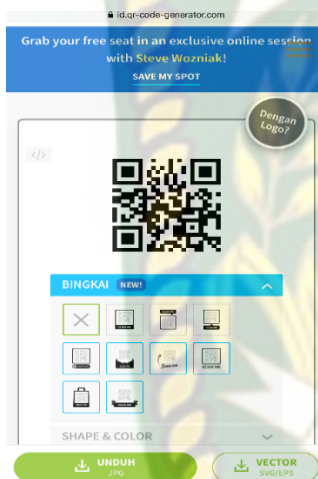 id.qr-code-generator.com
Grab your free seat in an exclusive online session
with Steve Wozniak!
SAVE MY SPOT
Dengan
Logo?
</>
BINGKAI NEW!
SHAPE & COLOR
UNDUH
JPG
VECTOR
SVG/EPS